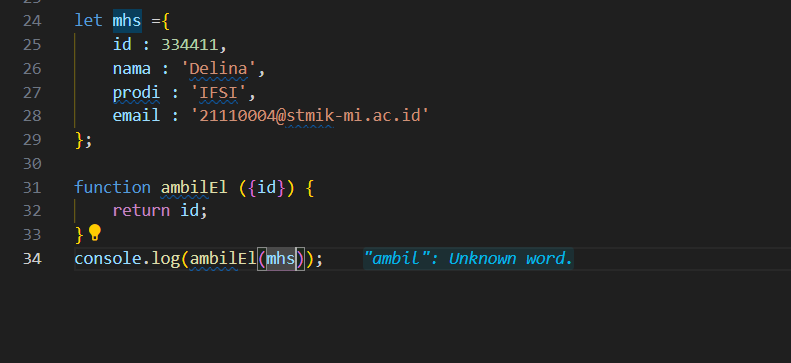 24 let mhs ={
25 id : 334411,
26 nama : 'Delina',
27 prodi : 'IFSI',
28 email : '21110004@stmik-mi.ac.id'
29 };
30
31 function ambilEl ({id}) {
32 return id;
33 }
34 console.log(ambilEl(mhs)); "ambil": Unknown word.